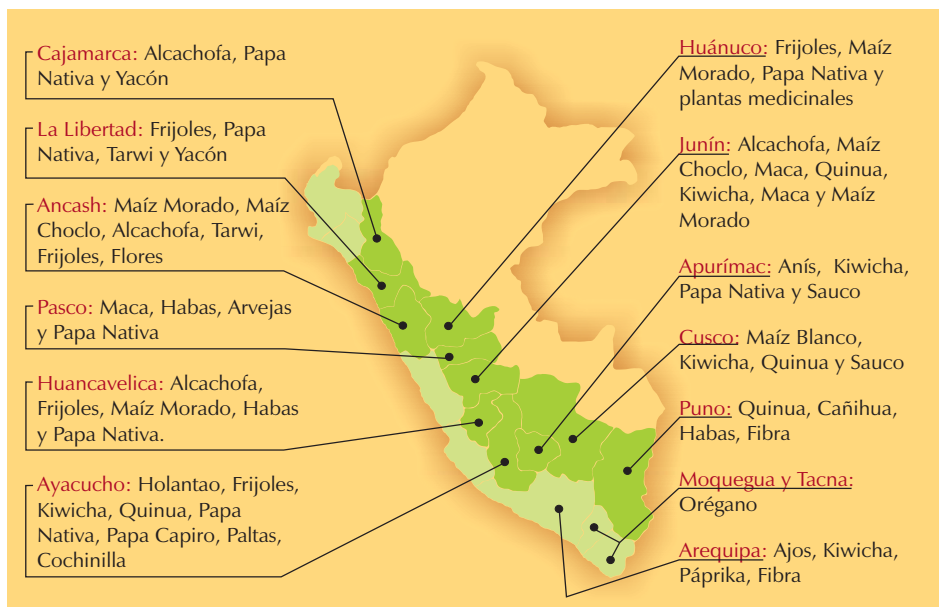 Cajamarca: Alcachofa, Papa
Nativa y Yacón
La Libertad: Frijoles, Papa
Nativa, Tarwi y Yacón
Ancash: Maíz Morado, Maíz
Choclo, Alcachofa, Tarwi,
Frijoles, Flores
Pasco: Maca, Habas, Arvejas
y Papa Nativa
Huancavelica: Alcachofa,
Frijoles, Maíz Morado, Habas
y Papa Nativa.
Ayacucho: Holantao, Frijoles,
Kiwicha, Quinua, Papa
Nativa, Papa Capiro, Paltas,
Cochinilla
Huánuco: Frijoles, Maíz
Morado, Papa Nativa y
plantas medicinales
Junín: Alcachofa, Maíz
Choclo, Maca, Quinua,
Kiwicha, Maca y Maíz
Morado
Apurímac: Anís, Kiwicha,
Papa Nativa y Sauco
Cusco: Maíz Blanco,
Kiwicha, Quinua y Sauco
Puno: Quinua, Cañihua,
Habas, Fibra
Moquegua y Tacna:
Orégano
Arequipa: Ajos, Kiwicha,
Páprika, Fibra